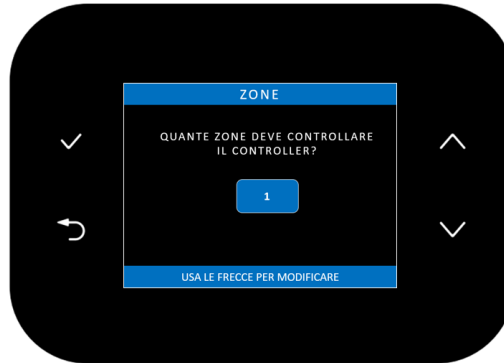 ZONE
QUANTE ZONE DEVE CONTROLLARE
IL CONTROLLER?
1
USA LE FRECCE PER MODIFICARE